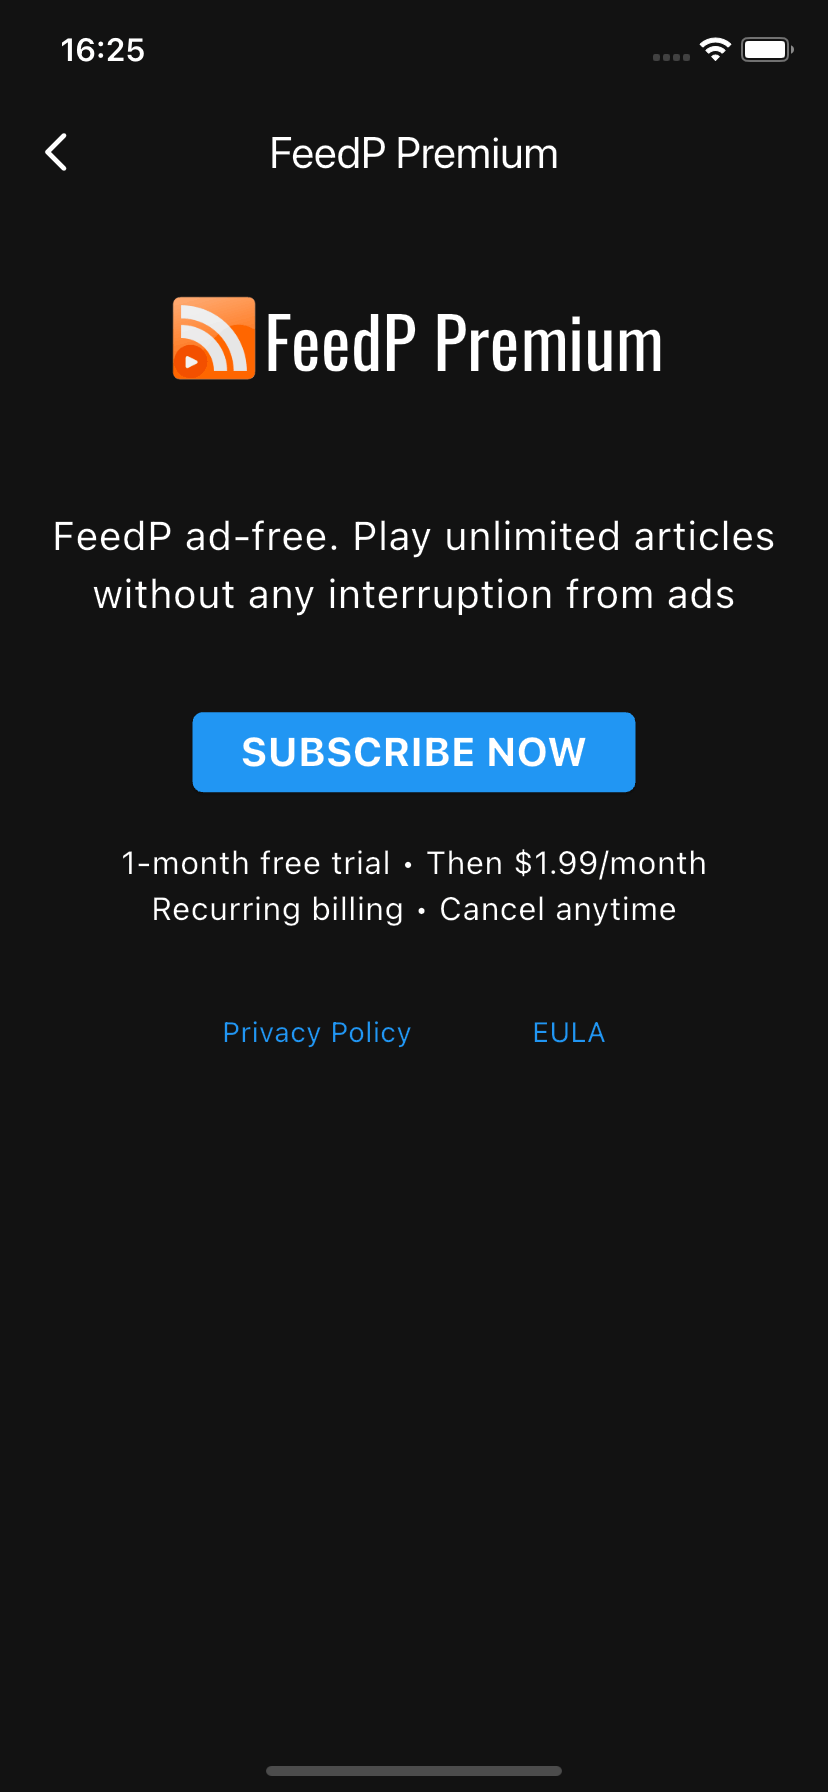 16:25
FeedP Premium
FeedP Premium
FeedP ad-free. Play unlimited articles
without any interruption from ads
SUBSCRIBE NOW
1-month free trial • Then $1.99/month
Recurring billing • Cancel anytime
Privacy Policy EULA